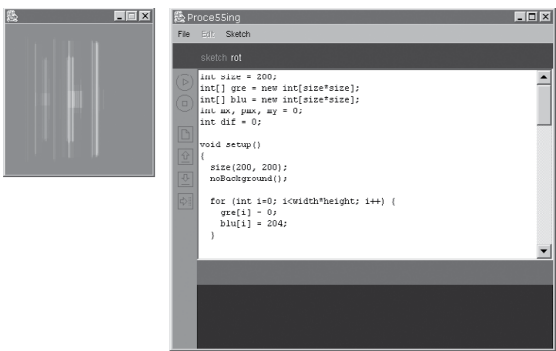 Proce55ing
File Edit Sketch
sketch rot
int size = 200;
int[] gre = new int[size*size];
int[] blu = new int[size*size];
int mx, pmx, my = 0;
int dif = 0;
void setup()
{
size(200, 200);
noBackground();
for (int i=0; i<width*height; i++) {
gre[i] = 0;
blu[i] = 204;
}